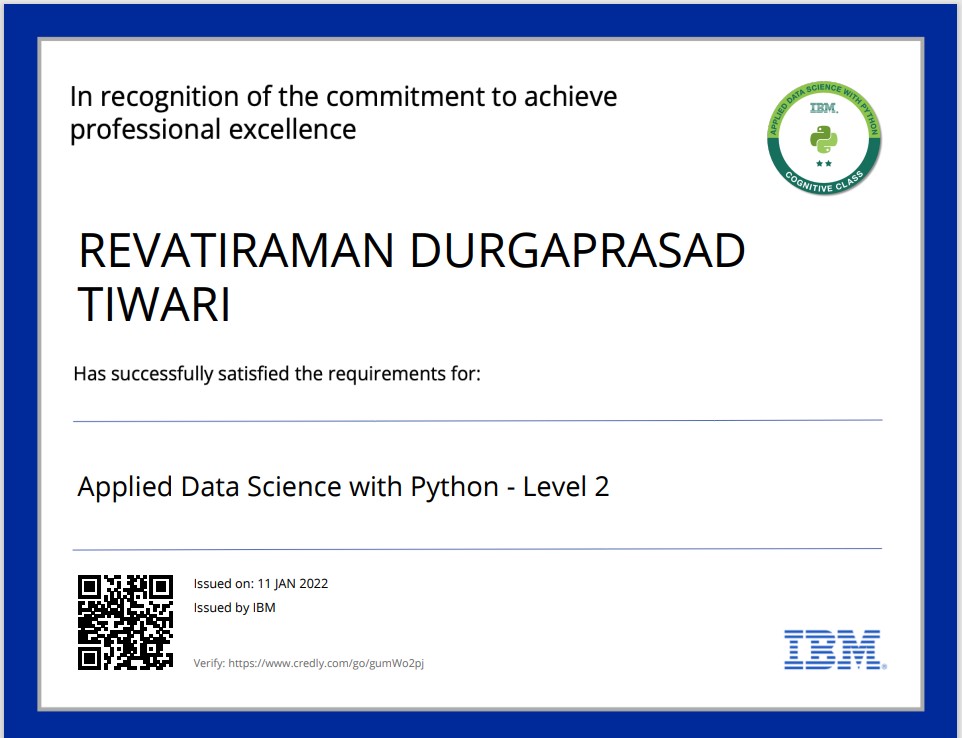 In recognition of the commitment to achieve
professional excellence
APPLIED DATA SCIENCE WITH PYTHON
IBM.
COGNITIVE CLASS
REVATIRAMAN DURGAPRASAD
TIWARI
Has successfully satisfied the requirements for:
Applied Data Science with Python - Level 2
Issued on: 11 JAN 2022
Issued by IBM
Verify: https://www.credly.com/go/gumWo2pj
IBM®